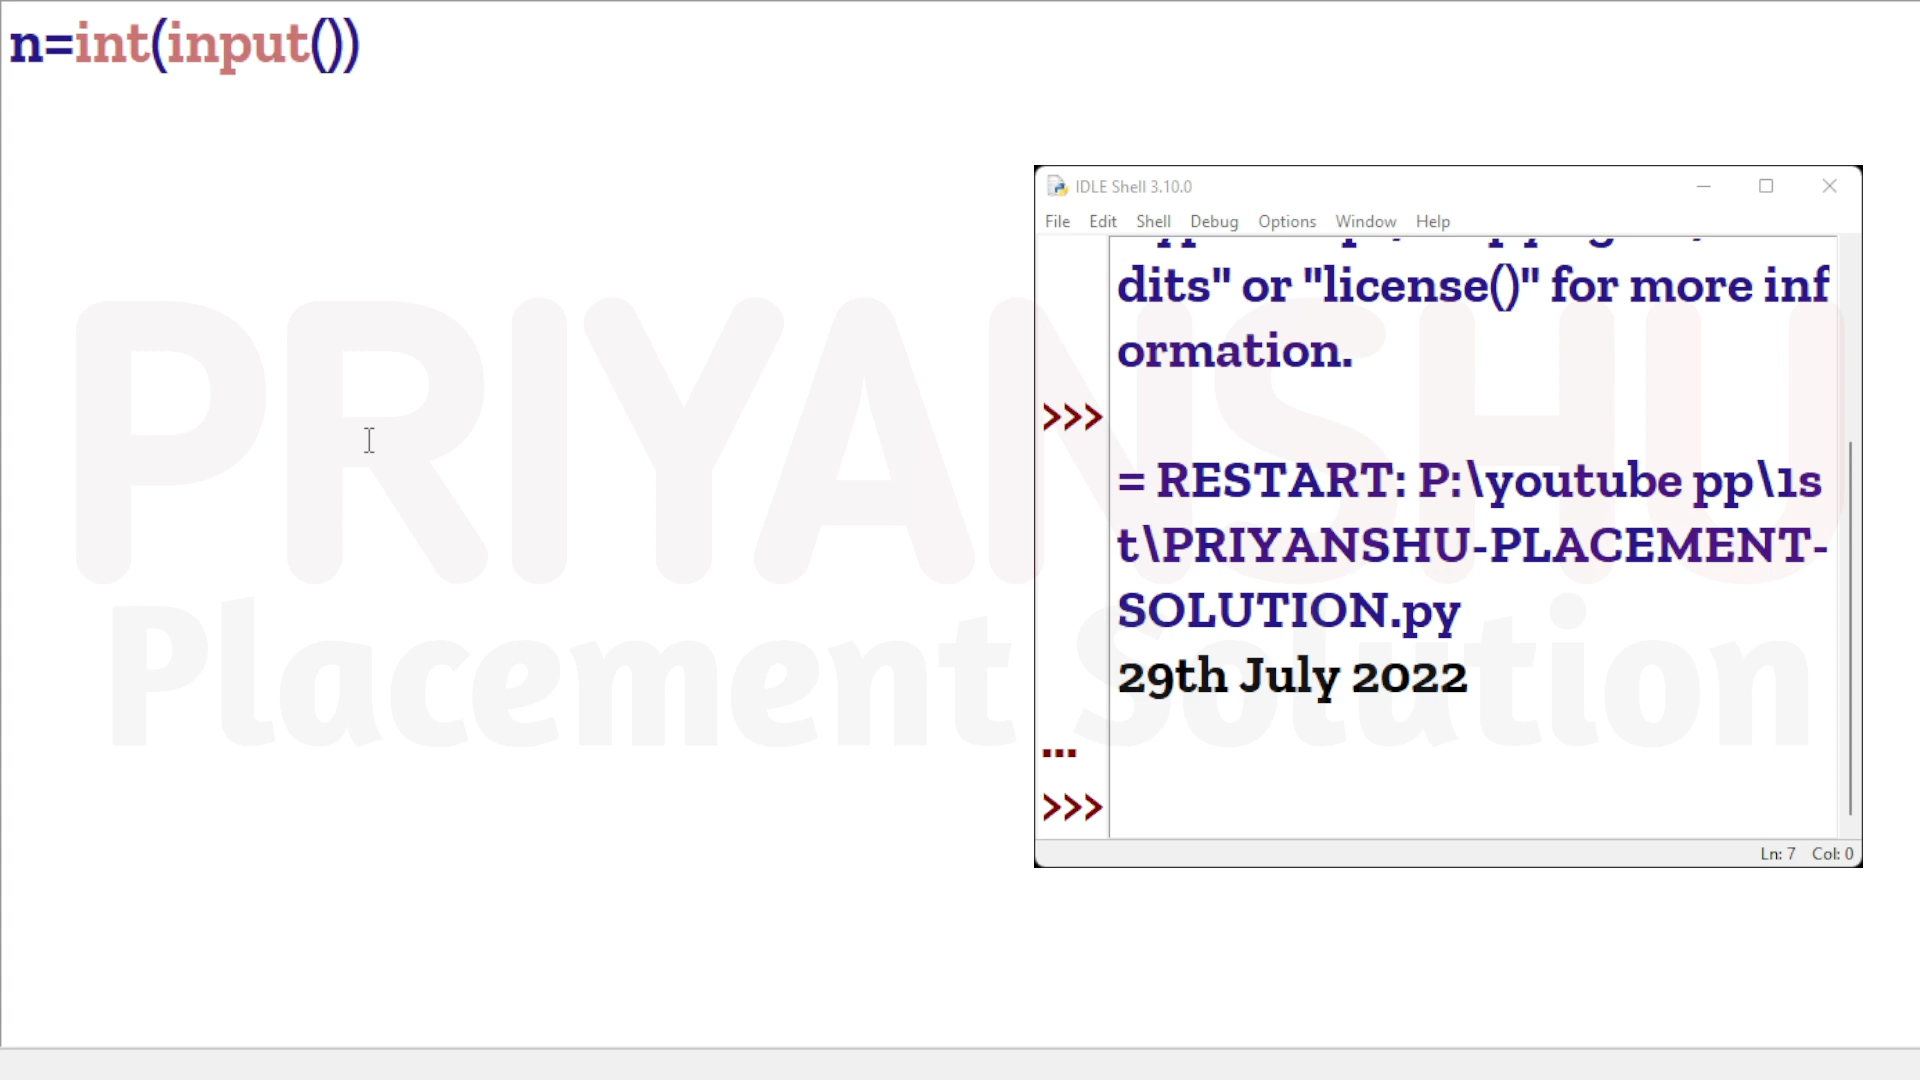 n=int(input())
IDLE Shell 3.10.0
File Edit Shell Debug Options Window Help
dits" or "license()" for more inf
ormation.
>>>
= RESTART: P:\youtube pp\1s
t\PRIYANSHU-PLACEMENT-
SOLUTION.py
29th July 2022
...
>>>
Ln: 7 Col: 0
PRIYANSHU
Placement Solution